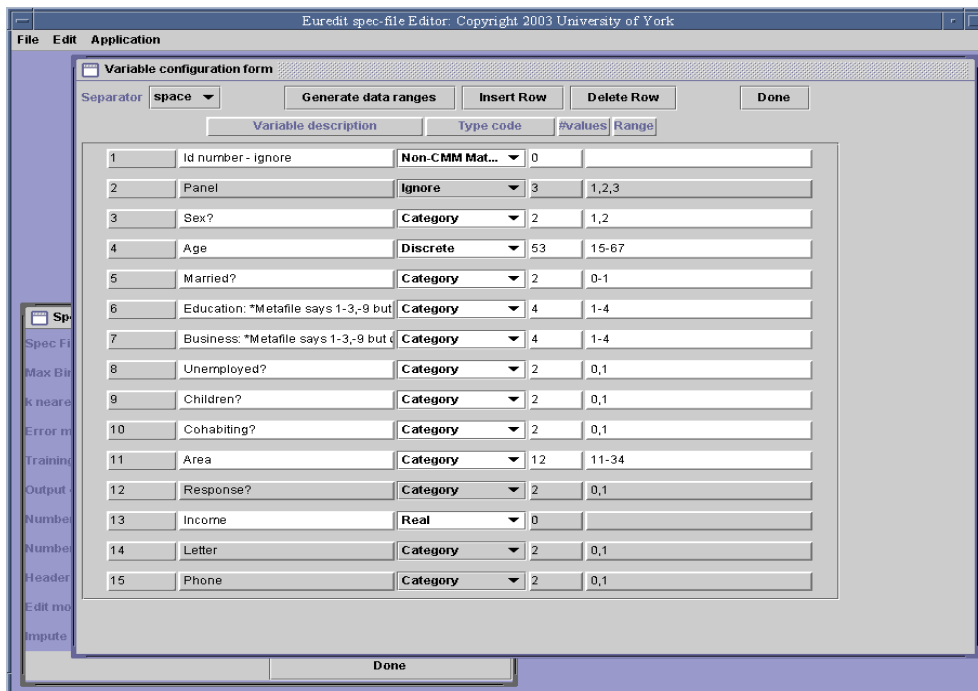 Euredit spec-file Editor: Copyright 2003 University of York
File Edit Application
Variable configuration form
Separator space Generate data ranges Insert Row Delete Row Done
Variable description Type code #values Range
1 Id number - ignore Non-CMM Mat... 0
2 Panel Ignore 3 1,2,3
3 Sex? Category 2 1,2
4 Age Discrete 53 15-67
5 Married? Category 2 0-1
6 Education: *Metafile says 1-3,-9 but Category 4 1-4
7 Business: *Metafile says 1-3,-9 but Category 4 1-4
8 Unemployed? Category 2 0,1
9 Children? Category 2 0,1
10 Cohabiting? Category 2 0,1
11 Area Category 12 11-34
12 Response? Category 2 0,1
13 Income Real 0
14 Letter Category 2 0,1
15 Phone Category 2 0,1
Sp
Spec Fi
Max Bin
k neare
Error m
Training
Output
Number
Number
Header
Edit mo
Impute
Done